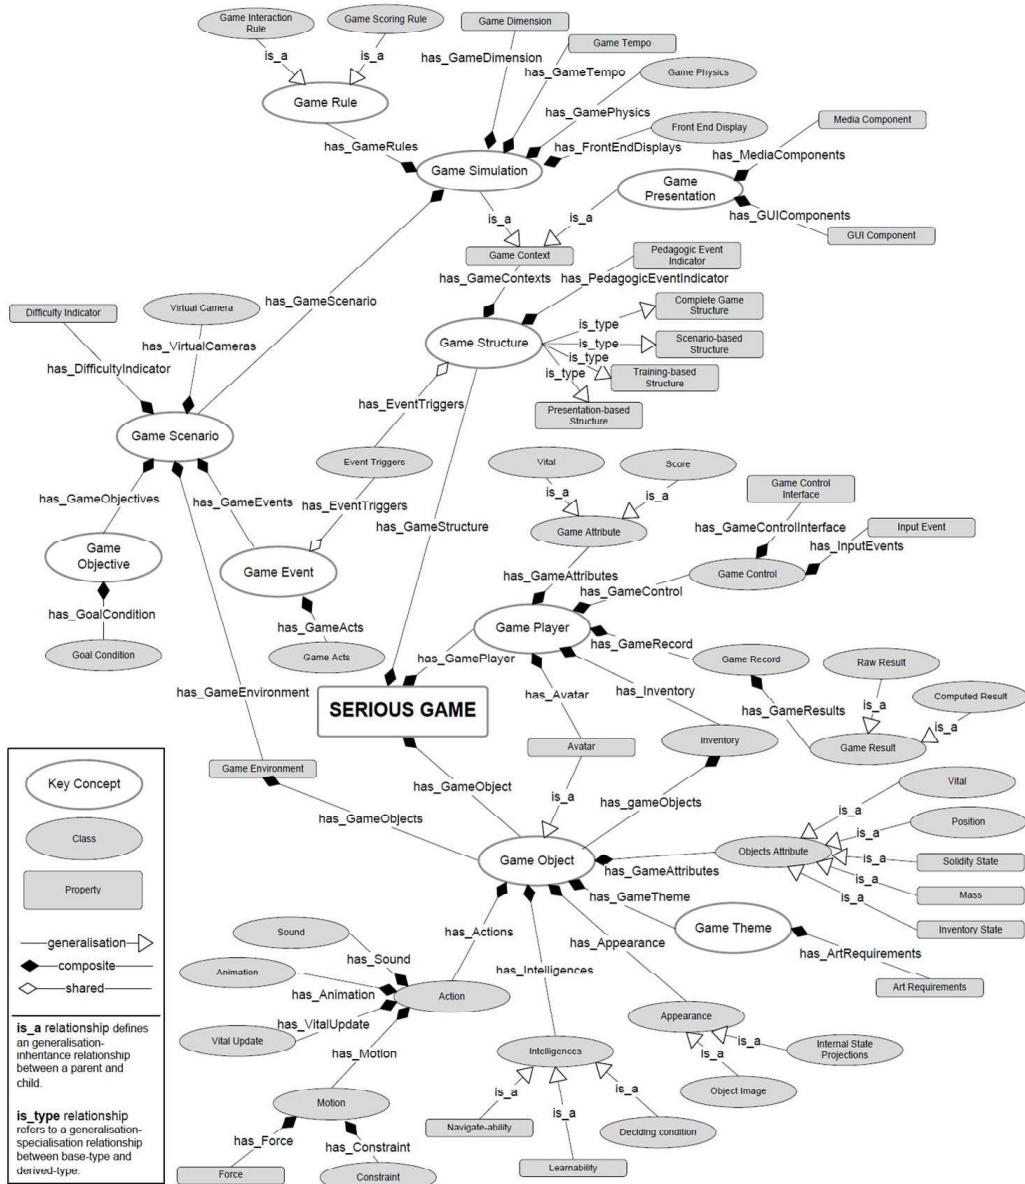 Game Interaction
Rule
Game Scoring Rule
is_a
is_a
Game Rule
has_GameRules
Game Dimension
has_GameDimension
Game Tempo
has_GameTempo
Game Physics
has_GamePhysics
Front End Display
has_FrontEndDisplays
Game Simulation
Media Component
has_MediaComponents
Game
Presentation
has_GUIComponents
GUI Component
is_a
is_a
Game Context
has_GameContexts
Pedagogic Event
Indicator
has_PedagogicEventIndicator
has_GameScenario
Difficulty Indicator
Virtual Camera
has_VirtualCameras
has_DifficultyIndicator
Game Structure
Complete Game
Structure
is_type
Scenario-based
Structure
is_type
is_type
Training-based
Structure
is_type
Presentation-based
Structure
has_EventTriggers
Game Scenario
Event Triggers
has_EventTriggers
has_GameStructure
has_GameObjectives
has_GameEvents
Game
Objective
Game Event
has_GoalCondition
Goal Condition
has_GameActs
Game Acts
Vital
Score
is_a
is_a
Game Attribute
has_GameAttributes
Game Control
Interface
has_GameControlInterface
Input Event
has_InputEvents
Game Control
has_GameControl
Game Player
has_GamePlayer
has_GameRecord
Game Record
has_GameResults
Raw Result
Computed Result
is_a
is_a
Game Result
has_Avatar
has_Inventory
Avatar
Inventory
has_GameEnvironment
SERIOUS GAME
Game Environment
has_GameObject
has_GameObjects
is_a
has_gameObjects
Game Object
has_GameAttributes
Objects Attribute
Vital
is_a
Position
is_a
Solidity State
is_a
Mass
is_a
Inventory State
is_a
has_GameTheme
Game Theme
has_ArtRequirements
Art Requirements
has_Actions
has_Intelligences
has_Appearance
Sound
has_Sound
Animation
has_Animation
Action
Vital Update
has_VitalUpdate
has_Motion
Motion
has_Force
has_Constraint
Force
Constraint
Intelligences
is_a
is_a
is_a
Navigate-ability
Learnability
Deciding condition
Appearance
is_a
is_a
Internal State
Projections
Object Image
Key Concept
Class
Property
generalisation
composite
shared
is_a relationship defines
an generalisation-
inheritance relationship
between a parent and
child.
is_type relationship
refers to a generalisation-
specialisation relationship
between base-type and
derived-type.